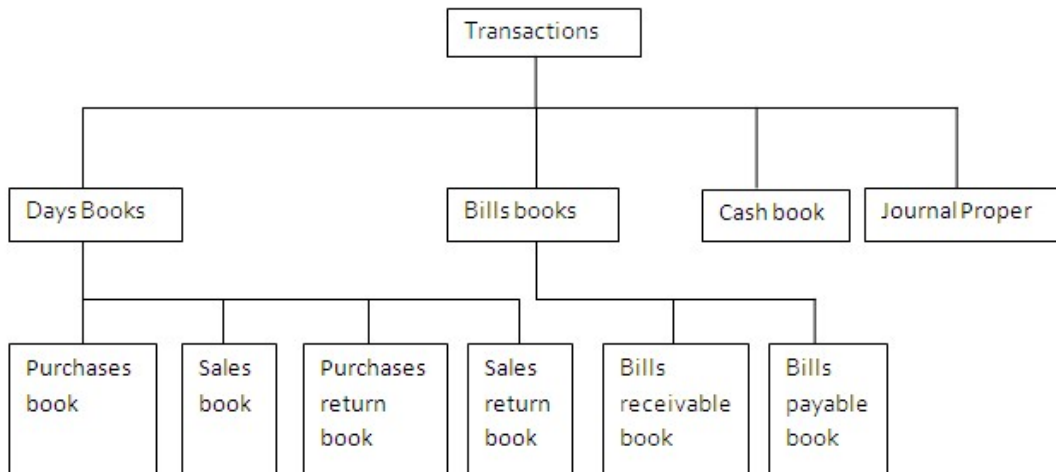 Transactions
Days Books
Bills books
Cash book
Journal Proper
Purchases
book
Sales
book
Purchases
return
book
Sales
return
book
Bills
receivable
book
Bills
payable
book